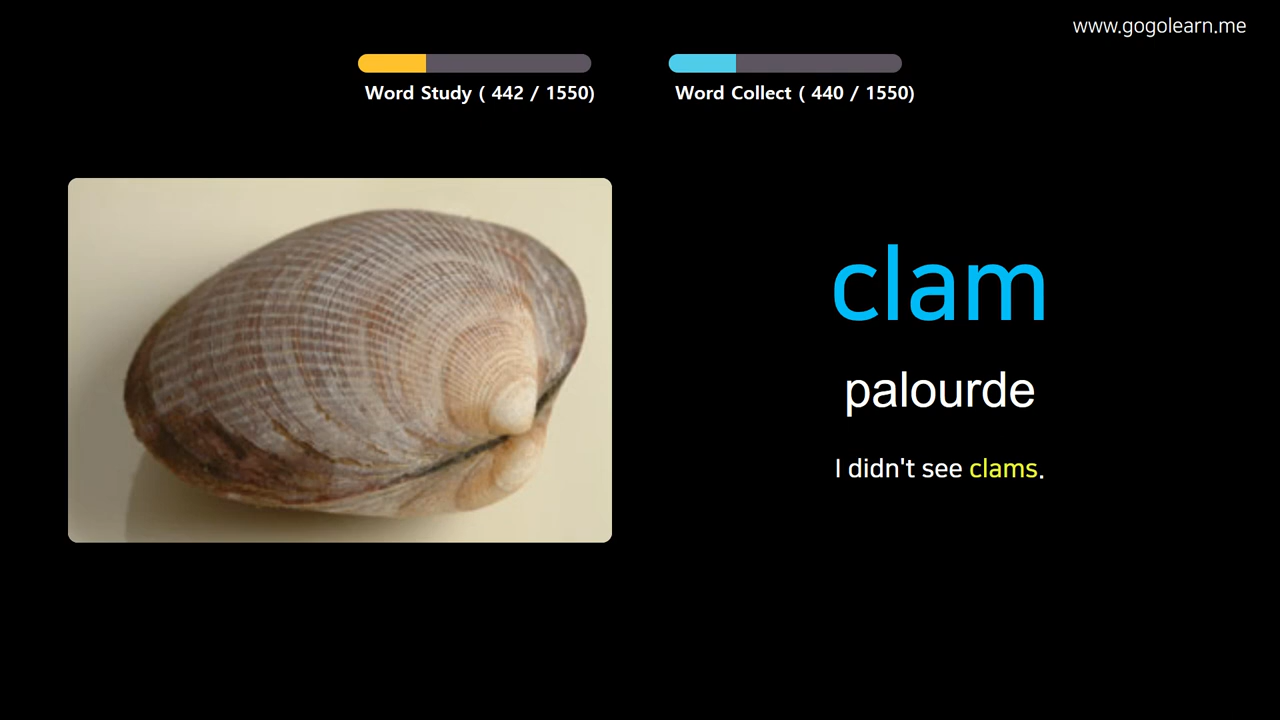 www.gogolearn.me
Word Study ( 442 / 1550)
Word Collect ( 440 / 1550)
clam
palourde
I didn't see clams.